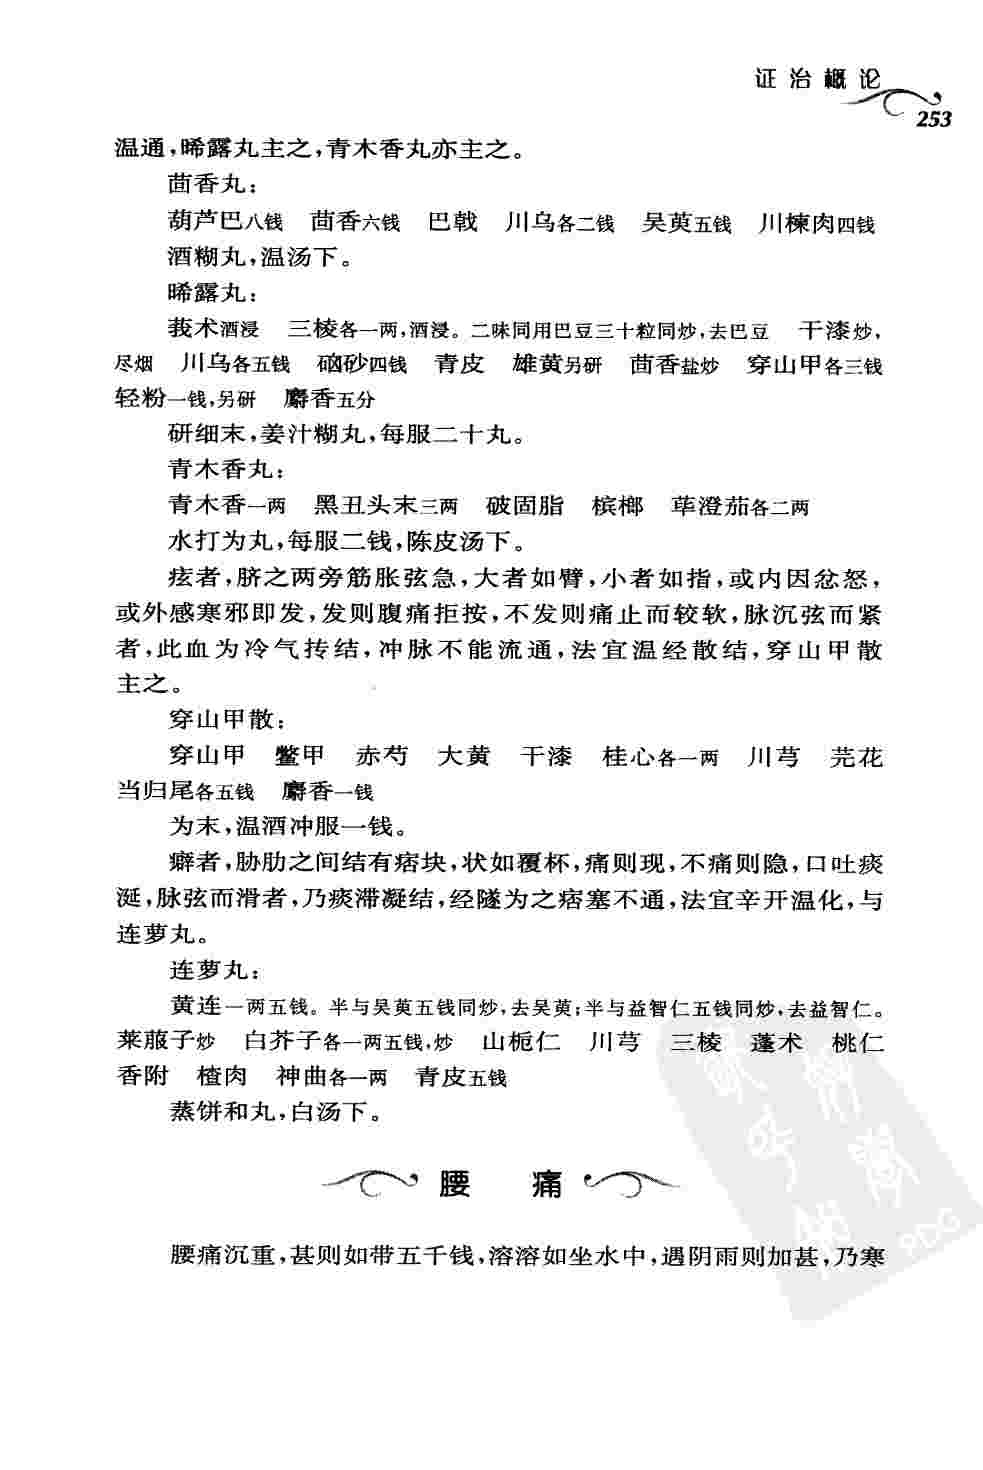 证治概论
253
温通,晞露丸主之,青木香丸亦主之。
茴香丸:
葫芦巴八钱 茴香六钱 巴戟 川乌各二钱 吴萸五钱 川楝肉四钱
酒糊丸,温汤下。
晞露丸:
莪术酒浸 三棱各一两,酒浸。二味同用巴豆三十粒同炒,去巴豆 干漆炒,
尽烟 川乌各五钱 硇砂四钱 青皮 雄黄另研 茴香盐炒 穿山甲各三钱
轻粉一钱,另研 麝香五分
研细末,姜汁糊丸,每服二十丸。
青木香丸:
青木香一两 黑丑头末三两 破固脂 槟榔 荜澄茄各二两
水打为丸,每服二钱,陈皮汤下。
痃者,脐之两旁筋胀弦急,大者如臂,小者如指,或内因忿怒,
或外感寒邪即发,发则腹痛拒按,不发则痛止而较软,脉沉弦而紧
者,此血为冷气抟结,冲脉不能流通,法宜温经散结,穿山甲散
主之。
穿山甲散:
穿山甲 鳖甲 赤芍 大黄 干漆 桂心各一两 川芎 芫花
当归尾各五钱 麝香一钱
为末,温酒冲服一钱。
癖者,胁肋之间结有痞块,状如覆杯,痛则现,不痛则隐,口吐痰
涎,脉弦而滑者,乃痰滞凝结,经隧为之痞塞不通,法宜辛开温化,与
连萝丸。
连萝丸:
黄连一两五钱。半与吴萸五钱同炒,去吴萸;半与益智仁五钱同炒,去益智仁。
莱菔子炒 白芥子各一两五钱,炒 山栀仁 川芎 三棱 蓬术 桃仁
香附 楂肉 神曲各一两 青皮五钱
蒸饼和丸,白汤下。
腰 痛
腰痛沉重,甚则如带五千钱,溶溶如坐水中,遇阴雨则加甚,乃寒
PDG